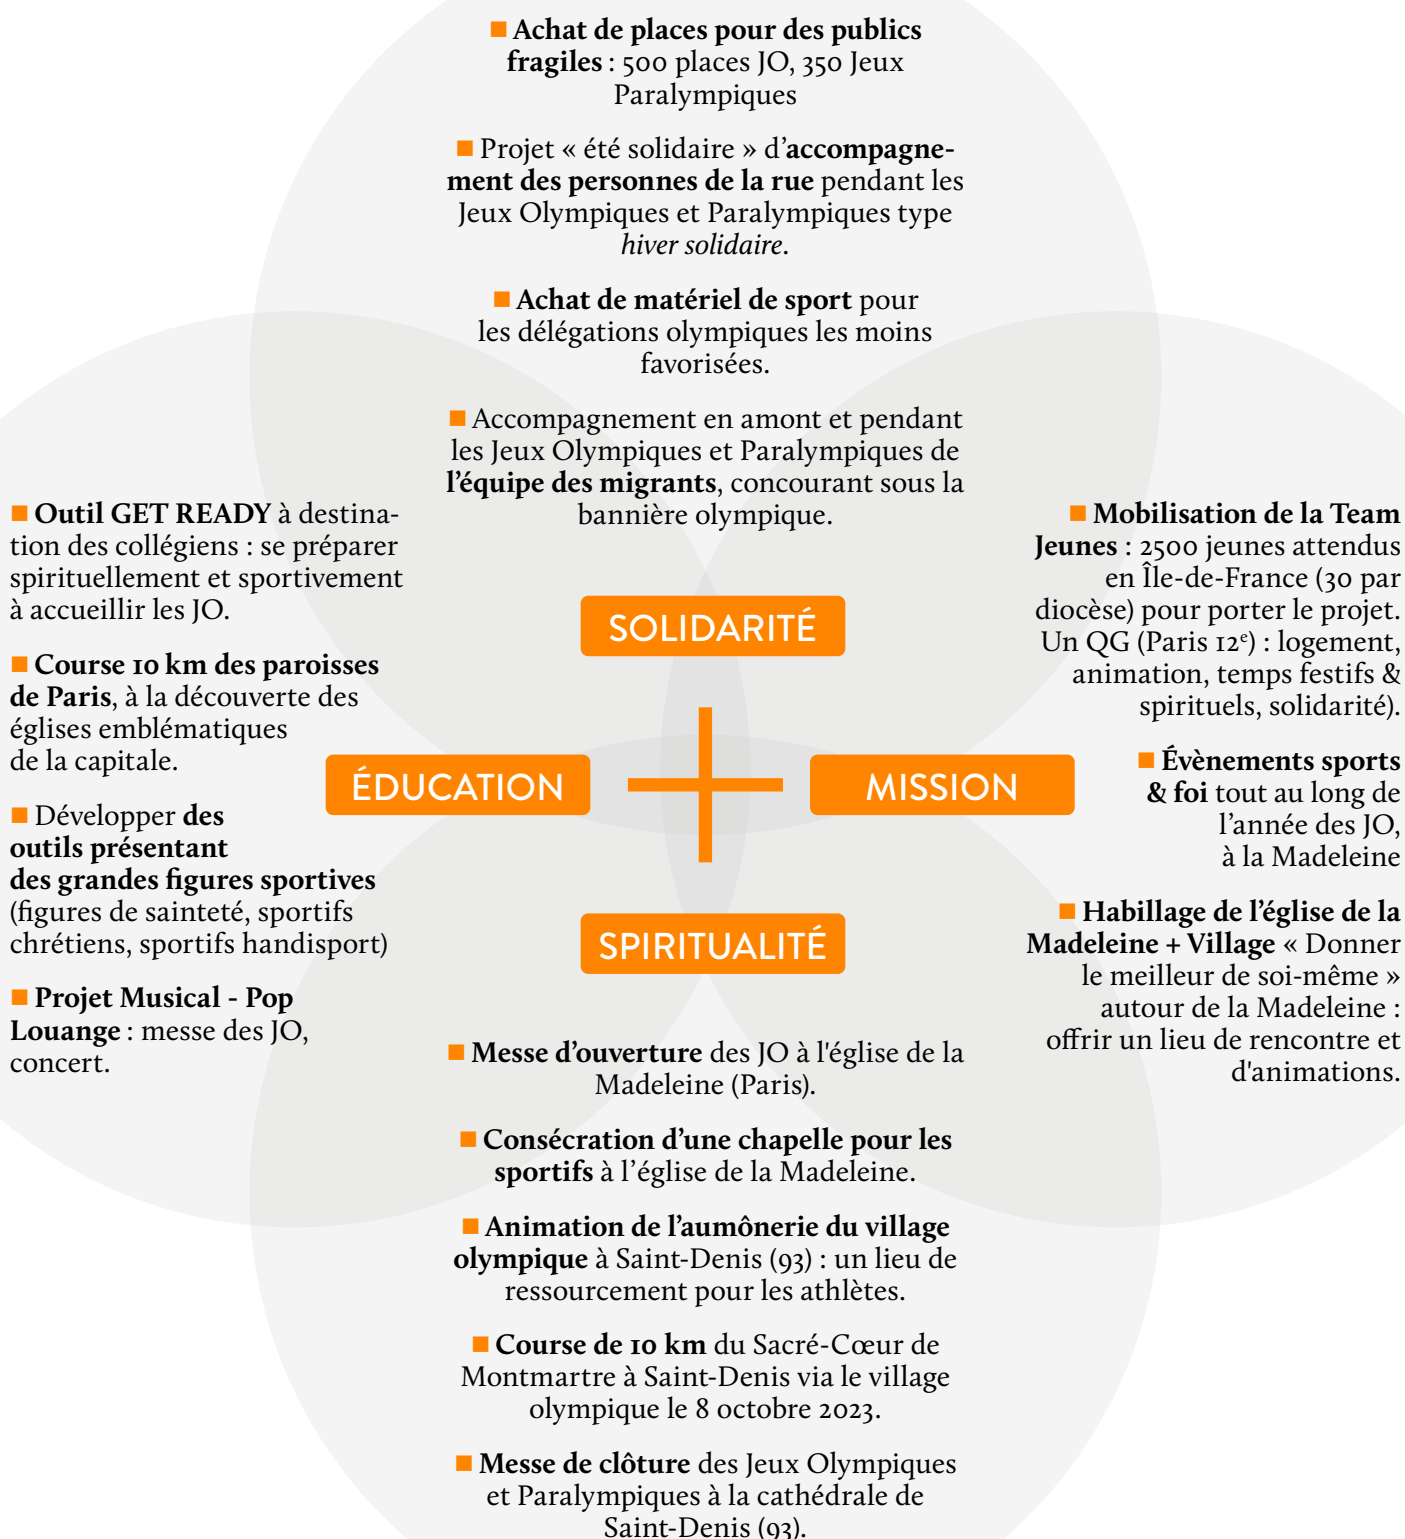 ■ Achat de places pour des publics
fragiles : 500 places JO, 350 Jeux
Paralympiques
■ Projet « été solidaire » d’accompagne-
ment des personnes de la rue pendant les
Jeux Olympiques et Paralympiques type
hiver solidaire.
■ Achat de matériel de sport pour
les délégations olympiques les moins
favorisées.
■ Accompagnement en amont et pendant
les Jeux Olympiques et Paralympiques de
l’équipe des migrants, concourant sous la
bannière olympique.
SOLIDARITÉ
■ Outil GET READY à destina-
tion des collégiens : se préparer
spirituellement et sportivement
à accueillir les JO.
■ Course 10 km des paroisses
de Paris, à la découverte des
églises emblématiques
de la capitale.
■ Développer des
outils présentant
des grandes figures sportives
(figures de sainteté, sportifs
chrétiens, sportifs handisport)
■ Projet Musical - Pop
Louange : messe des JO,
concert.
ÉDUCATION
MISSION
■ Mobilisation de la Team
Jeunes : 2500 jeunes attendus
en Île-de-France (30 par
diocèse) pour porter le projet.
Un QG (Paris 12e) : logement,
animation, temps festifs &
spirituels, solidarité).
■ Évènements sports
& foi tout au long de
l’année des JO,
à la Madeleine
■ Habillage de l’église de la
Madeleine + Village « Donner
le meilleur de soi-même »
autour de la Madeleine :
offrir un lieu de rencontre et
d'animations.
SPIRITUALITÉ
■ Messe d’ouverture des JO à l'église de la
Madeleine (Paris).
■ Consécration d’une chapelle pour les
sportifs à l’église de la Madeleine.
■ Animation de l’aumônerie du village
olympique à Saint-Denis (93) : un lieu de
ressourcement pour les athlètes.
■ Course de 10 km du Sacré-Cœur de
Montmartre à Saint-Denis via le village
olympique le 8 octobre 2023.
■ Messe de clôture des Jeux Olympiques
et Paralympiques à la cathédrale de
Saint-Denis (93).